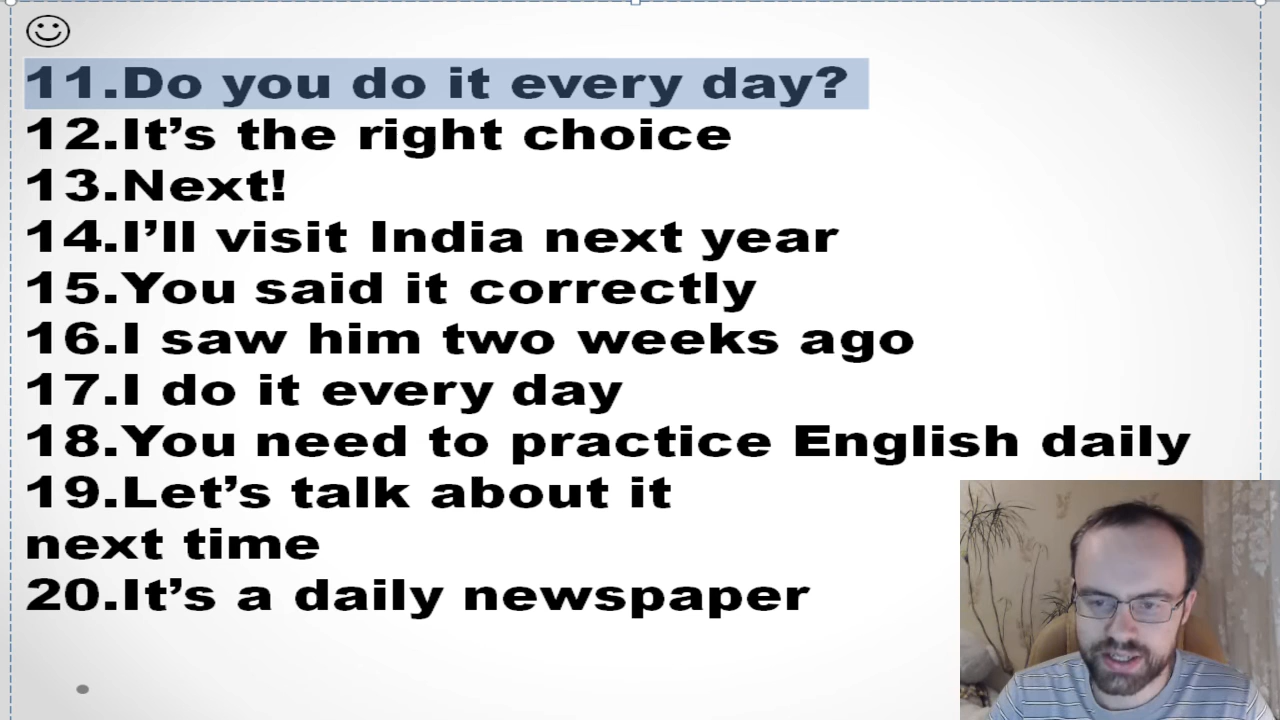 11.Do you do it every day?
12.It’s the right choice
13.Next!
14.I’ll visit India next year
15.You said it correctly
16.I saw him two weeks ago
17.I do it every day
18.You need to practice English daily
19.Let’s talk about it
next time
20.It’s a daily newspaper